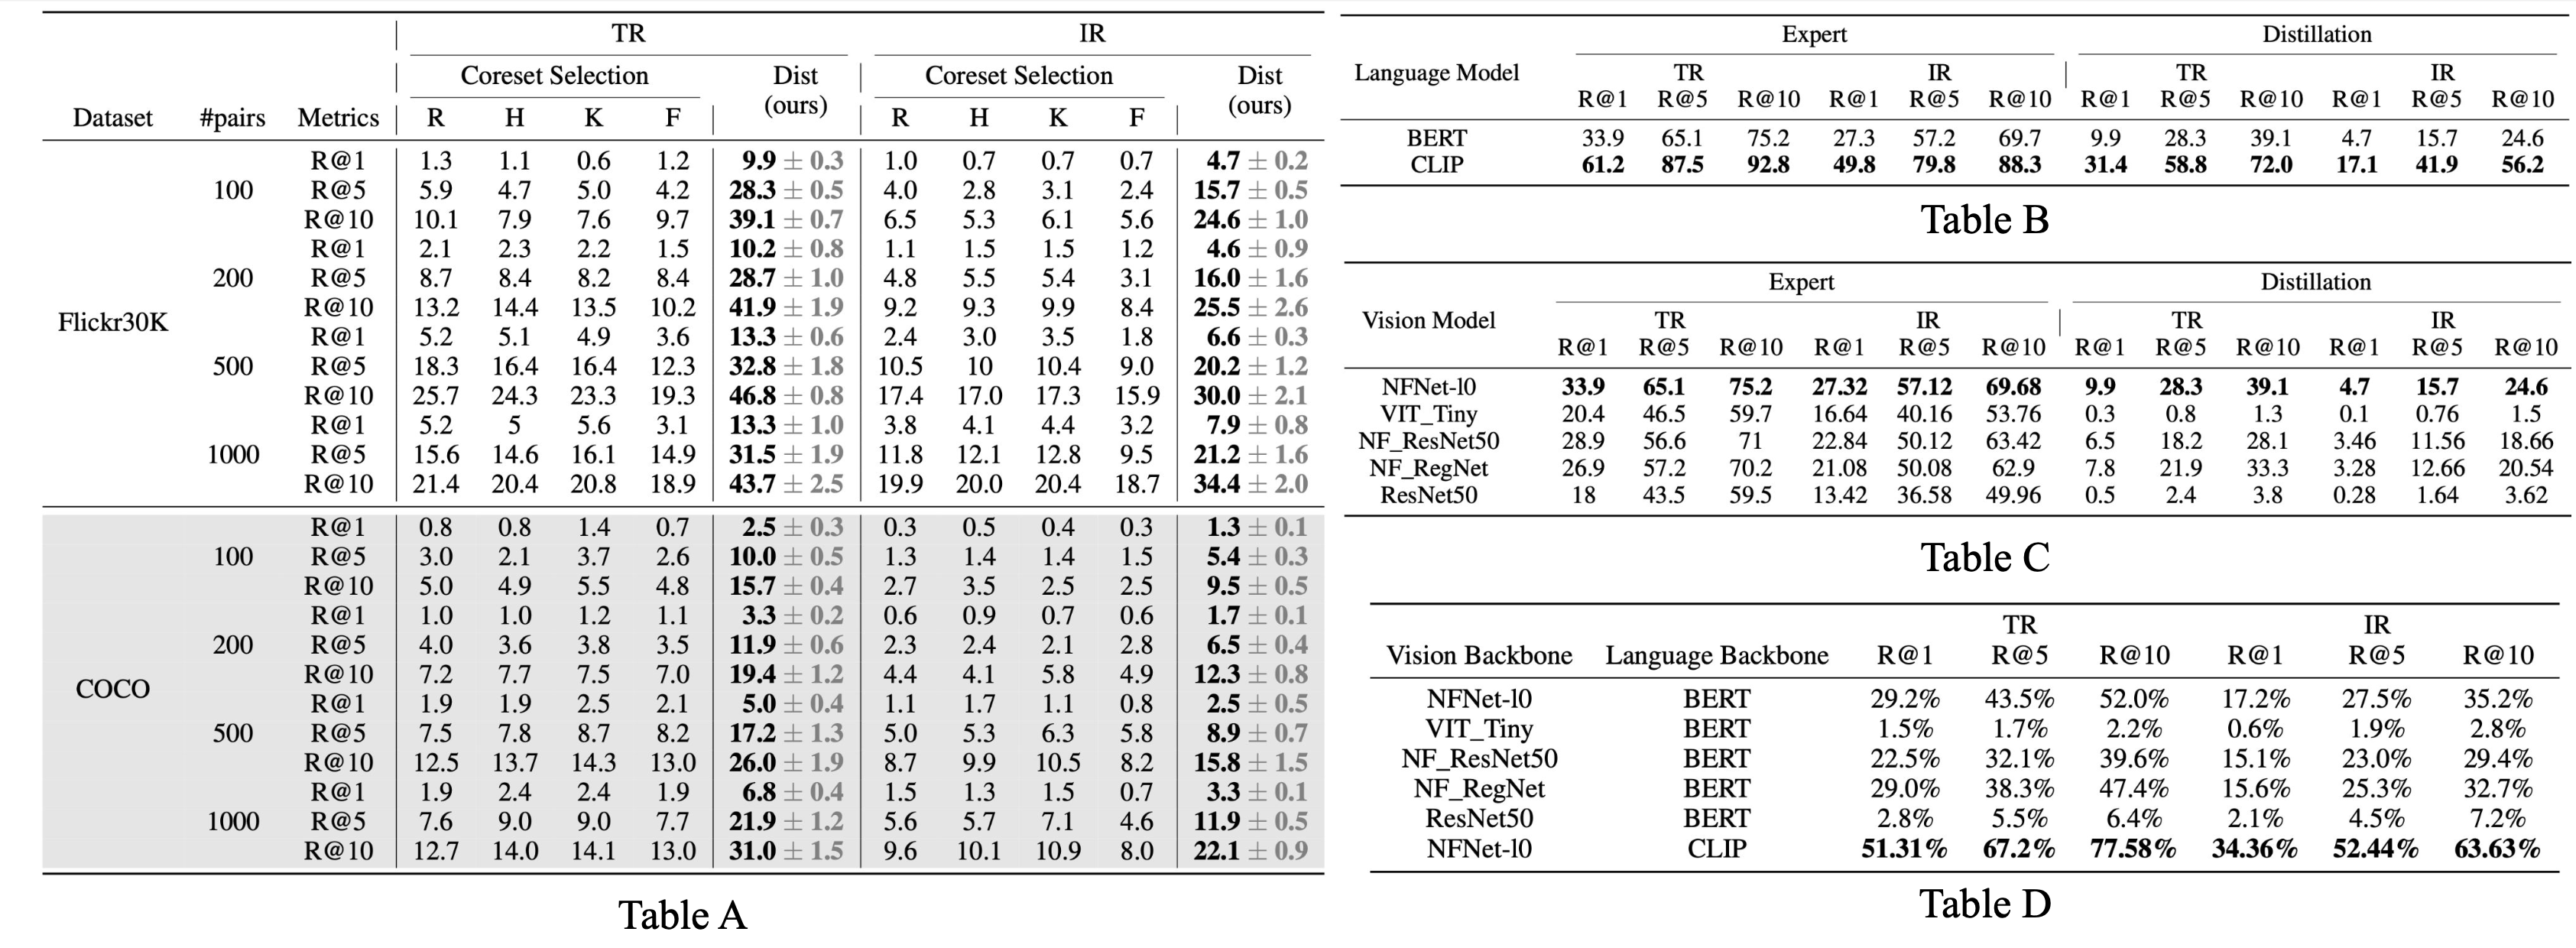 TR IR
Coreset Selection Dist (ours) Coreset Selection Dist (ours)
Dataset #pairs Metrics R H K F R H K F
Flickr30K
100
R@1 1.3 1.1 0.6 1.2 9.9 ± 0.3 1.0 0.7 0.7 0.7 4.7 ± 0.2
R@5 5.9 4.7 5.0 4.2 28.3 ± 0.5 4.0 2.8 3.1 2.4 15.7 ± 0.5
R@10 10.1 7.9 7.6 9.7 39.1 ± 0.7 6.5 5.3 6.1 5.6 24.6 ± 1.0
200
R@1 2.1 2.3 2.2 1.5 10.2 ± 0.8 1.1 1.5 1.5 1.2 4.6 ± 0.9
R@5 8.7 8.4 8.2 8.4 28.7 ± 1.0 4.8 5.5 5.4 3.1 16.0 ± 1.6
R@10 13.2 14.4 13.5 10.2 41.9 ± 1.9 9.2 9.3 9.9 8.4 25.5 ± 2.6
500
R@1 5.2 5.1 4.9 3.6 13.3 ± 0.6 2.4 3.0 3.5 1.8 6.6 ± 0.3
R@5 18.3 16.4 16.4 12.3 32.8 ± 1.8 10.5 10 10.4 9.0 20.2 ± 1.2
R@10 25.7 24.3 23.3 19.3 46.8 ± 0.8 17.4 17.0 17.3 15.9 30.0 ± 2.1
1000
R@1 5.2 5 5.6 3.1 13.3 ± 1.0 3.8 4.1 4.4 3.2 7.9 ± 0.8
R@5 15.6 14.6 16.1 14.9 31.5 ± 1.9 11.8 12.1 12.8 9.5 21.2 ± 1.6
R@10 21.4 20.4 20.8 18.9 43.7 ± 2.5 19.9 20.0 20.4 18.7 34.4 ± 2.0
COCO
100
R@1 0.8 0.8 1.4 0.7 2.5 ± 0.3 0.3 0.5 0.4 0.3 1.3 ± 0.1
R@5 3.0 2.1 3.7 2.6 10.0 ± 0.5 1.3 1.4 1.4 1.5 5.4 ± 0.3
R@10 5.0 4.9 5.5 4.8 15.7 ± 0.4 2.7 3.5 2.5 2.5 9.5 ± 0.5
200
R@1 1.0 1.0 1.2 1.1 3.3 ± 0.2 0.6 0.9 0.7 0.6 1.7 ± 0.1
R@5 4.0 3.6 3.8 3.5 11.9 ± 0.6 2.3 2.4 2.1 2.8 6.5 ± 0.4
R@10 7.2 7.7 7.5 7.0 19.4 ± 1.2 4.4 4.1 5.8 4.9 12.3 ± 0.8
500
R@1 1.9 1.9 2.5 2.1 5.0 ± 0.4 1.1 1.7 1.1 0.8 2.5 ± 0.5
R@5 7.5 7.8 8.7 8.2 17.2 ± 1.3 5.0 5.3 6.3 5.8 8.9 ± 0.7
R@10 12.5 13.7 14.3 13.0 26.0 ± 1.9 8.7 9.9 10.5 8.2 15.8 ± 1.5
1000
R@1 1.9 2.4 2.4 1.9 6.8 ± 0.4 1.5 1.3 1.5 0.7 3.3 ± 0.1
R@5 7.6 9.0 9.0 7.7 21.9 ± 1.2 5.6 5.7 7.1 4.6 11.9 ± 0.5
R@10 12.7 14.0 14.1 13.0 31.0 ± 1.5 9.6 10.1 10.9 8.0 22.1 ± 0.9
Table A
Expert Distillation
Language Model TR IR TR IR
R@1 R@5 R@10 R@1 R@5 R@10 R@1 R@5 R@10 R@1 R@5 R@10
BERT 33.9 65.1 75.2 27.3 57.2 69.7 9.9 28.3 39.1 4.7 15.7 24.6
CLIP 61.2 87.5 92.8 49.8 79.8 88.3 31.4 58.8 72.0 17.1 41.9 56.2
Table B
Expert Distillation
Vision Model TR IR TR IR
R@1 R@5 R@10 R@1 R@5 R@10 R@1 R@5 R@10 R@1 R@5 R@10
NFNet-l0 33.9 65.1 75.2 27.32 57.12 69.68 9.9 28.3 39.1 4.7 15.7 24.6
VIT_Tiny 20.4 46.5 59.7 16.64 40.16 53.76 0.3 0.8 1.3 0.1 0.76 1.5
NF_ResNet50 28.9 56.6 71 22.84 50.12 63.42 6.5 18.2 28.1 3.46 11.56 18.66
NF_RegNet 26.9 57.2 70.2 21.08 50.08 62.9 7.8 21.9 33.3 3.28 12.66 20.54
ResNet50 18 43.5 59.5 13.42 36.58 49.96 0.5 2.4 3.8 0.28 1.64 3.62
Table C
TR IR
Vision Backbone Language Backbone R@1 R@5 R@10 R@1 R@5 R@10
NFNet-l0 BERT 29.2% 43.5% 52.0% 17.2% 27.5% 35.2%
VIT_Tiny BERT 1.5% 1.7% 2.2% 0.6% 1.9% 2.8%
NF_ResNet50 BERT 22.5% 32.1% 39.6% 15.1% 23.0% 29.4%
NF_RegNet BERT 29.0% 38.3% 47.4% 15.6% 25.3% 32.7%
ResNet50 BERT 2.8% 5.5% 6.4% 2.1% 4.5% 7.2%
NFNet-l0 CLIP 51.31% 67.2% 77.58% 34.36% 52.44% 63.63%
Table D